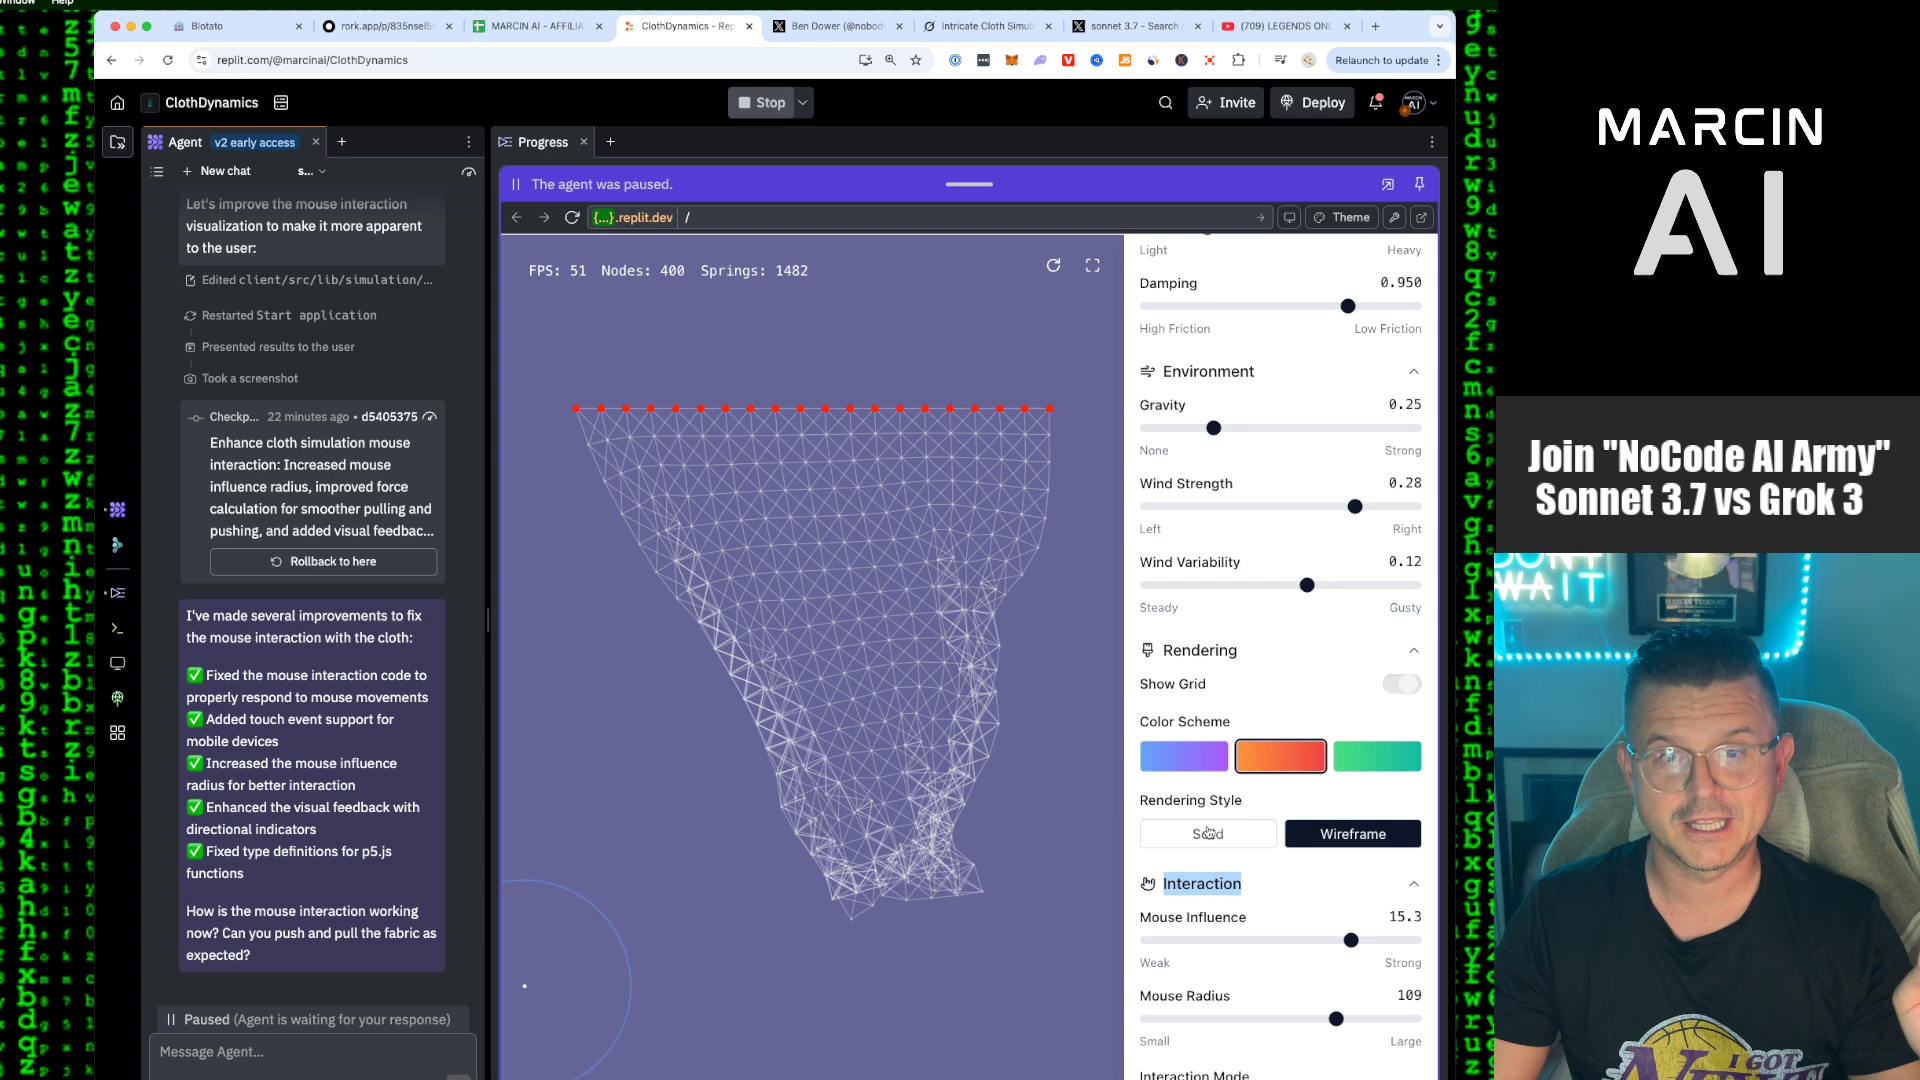 Window Help
Blotato
rork.app/p/835nsel5
MARCIN AI - AFFILIA
ClothDynamics - Rep
Ben Dower (@nobod
Intricate Cloth Simul
sonnet 3.7 - Search
(709) LEGENDS ONL
replit.com/@marcinai/ClothDynamics
Relaunch to update
ClothDynamics
Stop
Invite
Deploy
Agent
v2 early access
Progress
New chat
s...
The agent was paused.
{...}.replit.dev
/
Theme
Let's improve the mouse interaction
visualization to make it more apparent
to the user:
Edited client/src/lib/simulation/...
Restarted Start application
Presented results to the user
Took a screenshot
Checkp... 22 minutes ago • d5405375
Enhance cloth simulation mouse
interaction: Increased mouse
influence radius, improved force
calculation for smoother pulling and
pushing, and added visual feedbac...
Rollback to here
I've made several improvements to fix
the mouse interaction with the cloth:
✅ Fixed the mouse interaction code to
properly respond to mouse movements
✅ Added touch event support for
mobile devices
✅ Increased the mouse influence
radius for better interaction
✅ Enhanced the visual feedback with
directional indicators
✅ Fixed type definitions for p5.js
functions
How is the mouse interaction working
now? Can you push and pull the fabric as
expected?
Paused (Agent is waiting for your response)
Message Agent...
FPS: 51 Nodes: 400 Springs: 1482
Light
Heavy
Damping
0.950
High Friction
Low Friction
Environment
Gravity
0.25
None
Strong
Wind Strength
0.28
Left
Right
Wind Variability
0.12
Steady
Gusty
Rendering
Show Grid
Color Scheme
Rendering Style
Wireframe
Interaction
Mouse Influence
15.3
Weak
Strong
Mouse Radius
109
Small
Large
Interaction Mode
MARCIN
AI
Join "NoCode AI Army"
Sonnet 3.7 vs Grok 3
DON'T
WAIT
I GOT